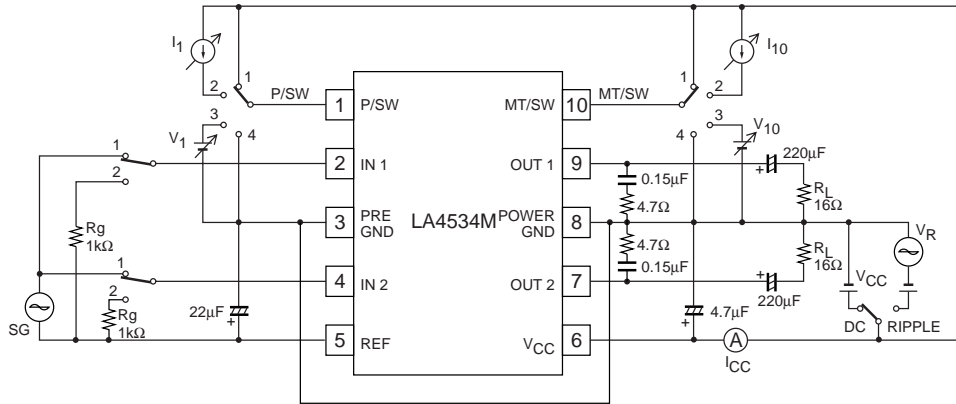 I1
1
2
P/SW
3
4
V1
1
P/SW
MT/SW
10
MT/SW
1
2
I10
3
4
V10
1
2
2
IN 1
OUT 1
9
220μF
+
0.15μF
4.7Ω
RL
16Ω
3
PRE
GND
LA4534M
POWER
GND
8
Rg
1kΩ
1
2
4
IN 2
OUT 2
7
4.7Ω
0.15μF
+
220μF
RL
16Ω
VR
VCC
SG
Rg
1kΩ
22μF
+
4.7μF
+
DC
RIPPLE
5
REF
VCC
6
A
ICC